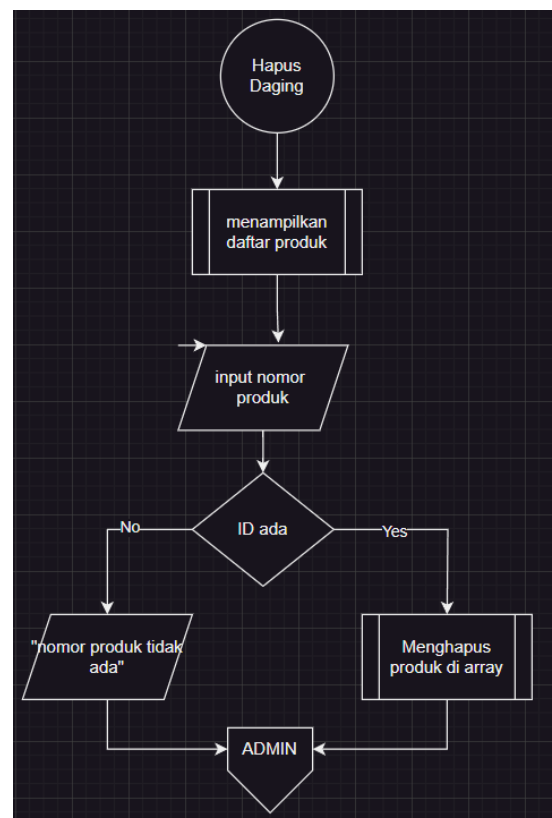 Hapus
Daging
menampilkan
daftar produk
input nomor
produk
ID ada
No
Yes
"nomor produk tidak
ada"
Menghapus
produk di array
ADMIN